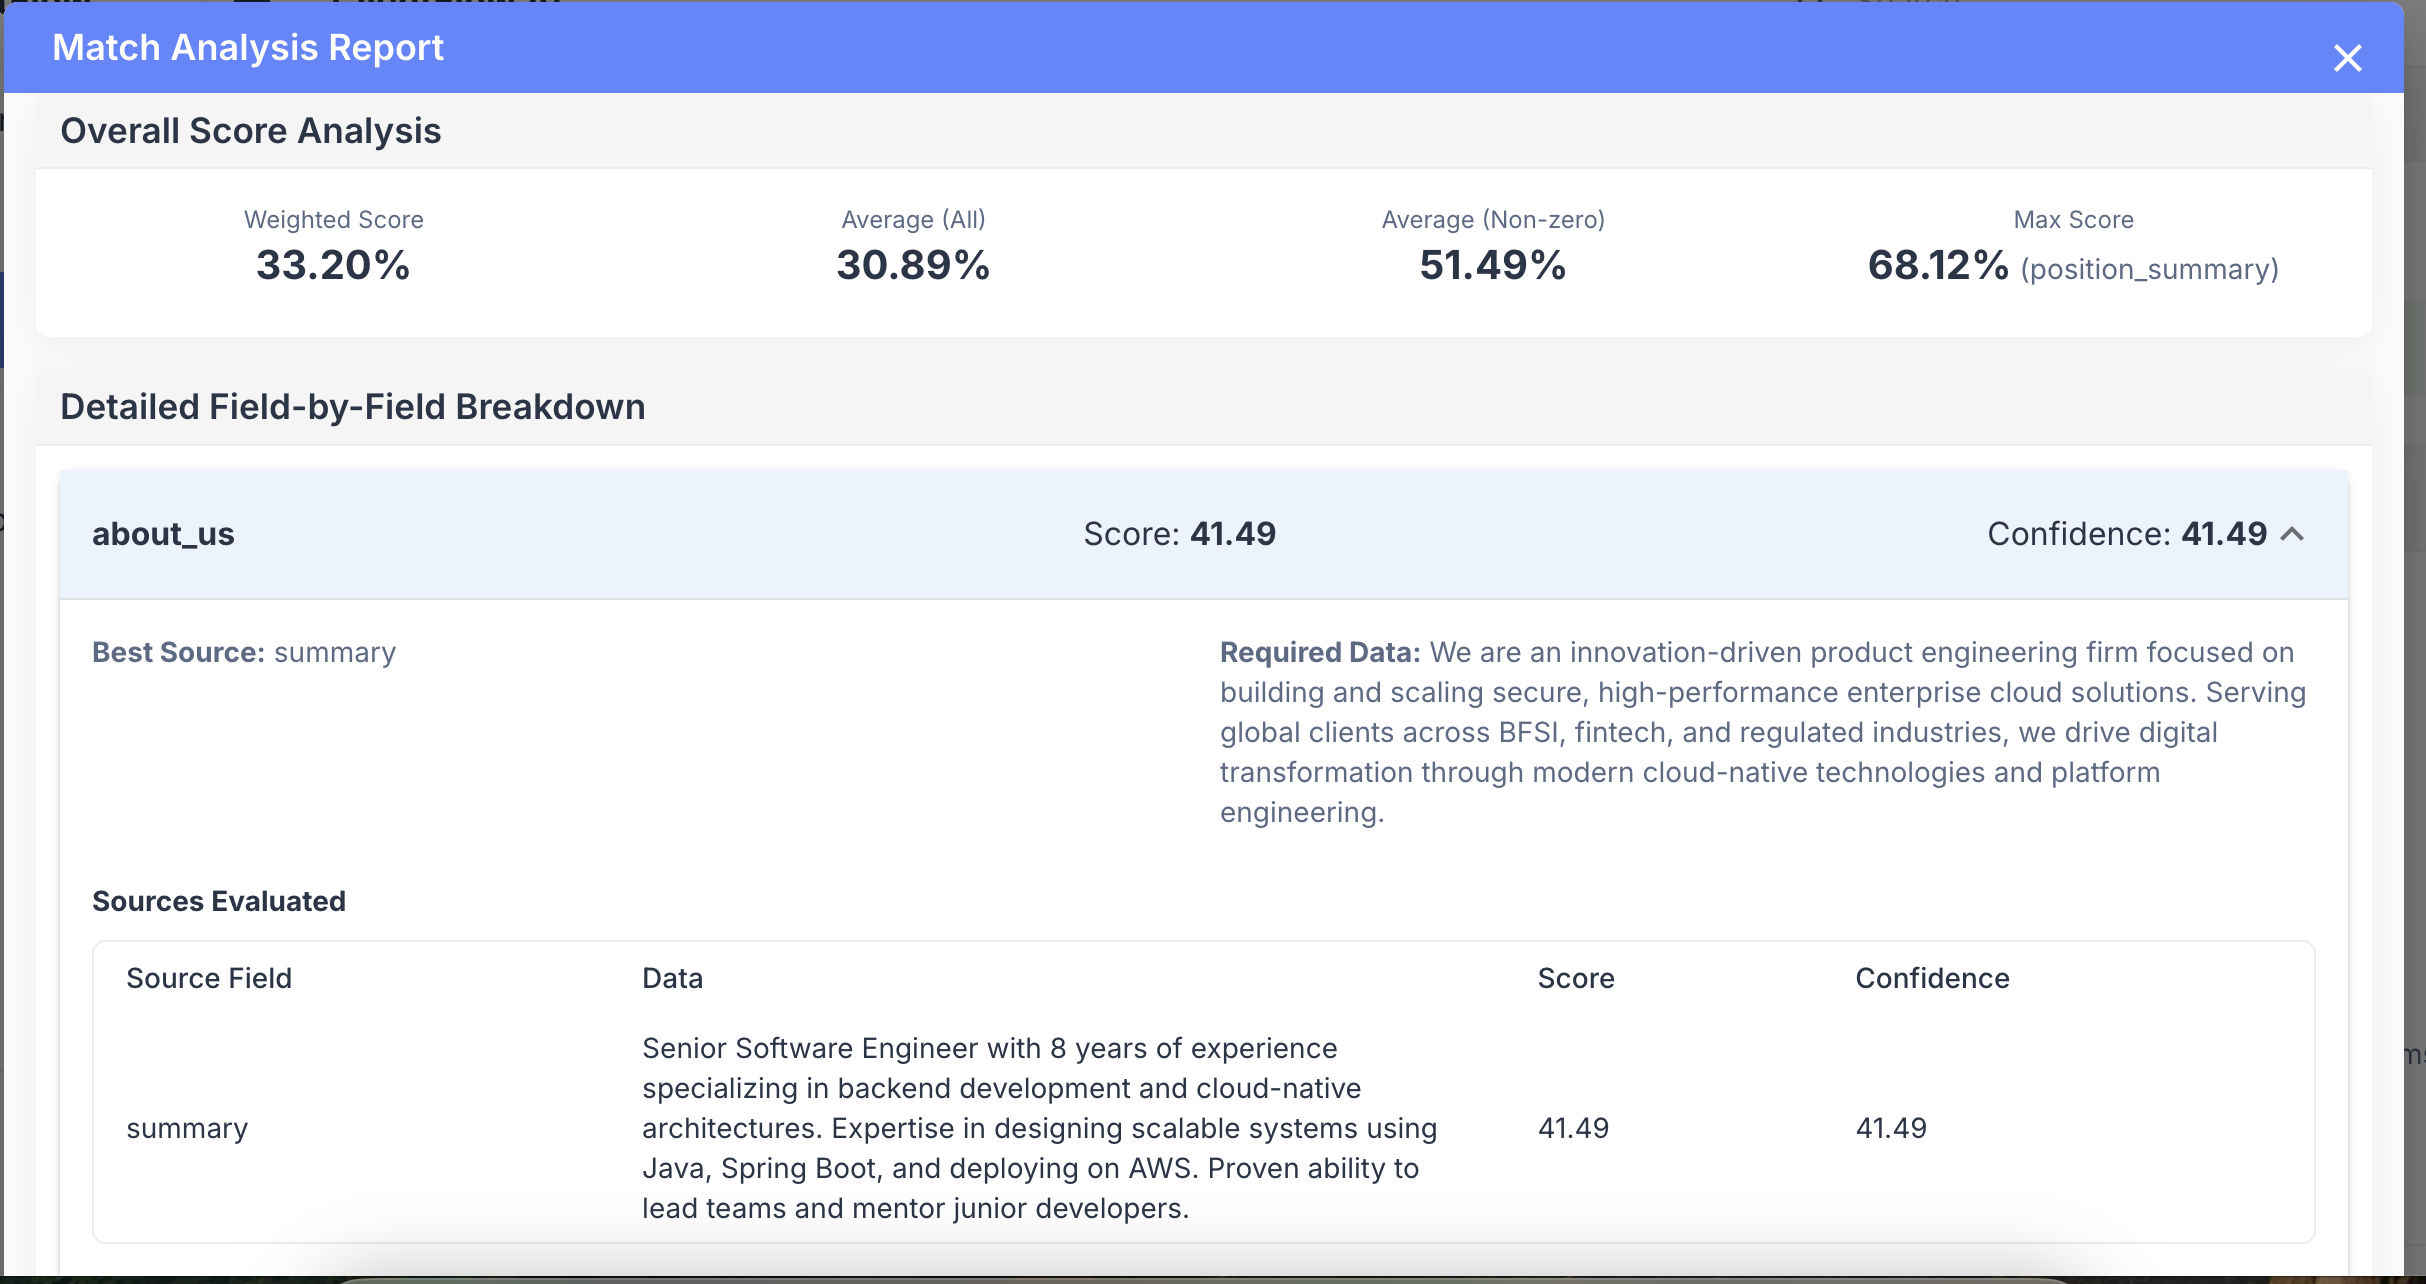 Match Analysis Report
Overall Score Analysis
Weighted Score
33.20%
Average (All)
30.89%
Average (Non-zero)
51.49%
Max Score
68.12% (position_summary)
Detailed Field-by-Field Breakdown
about_us
Score: 41.49
Confidence: 41.49
Best Source: summary
Required Data: We are an innovation-driven product engineering firm focused on
building and scaling secure, high-performance enterprise cloud solutions. Serving
global clients across BFSI, fintech, and regulated industries, we drive digital
transformation through modern cloud-native technologies and platform
engineering.
Sources Evaluated
Source Field Data Score Confidence
summary
Senior Software Engineer with 8 years of experience
specializing in backend development and cloud-native
architectures. Expertise in designing scalable systems using
Java, Spring Boot, and deploying on AWS. Proven ability to
lead teams and mentor junior developers.
41.49
41.49